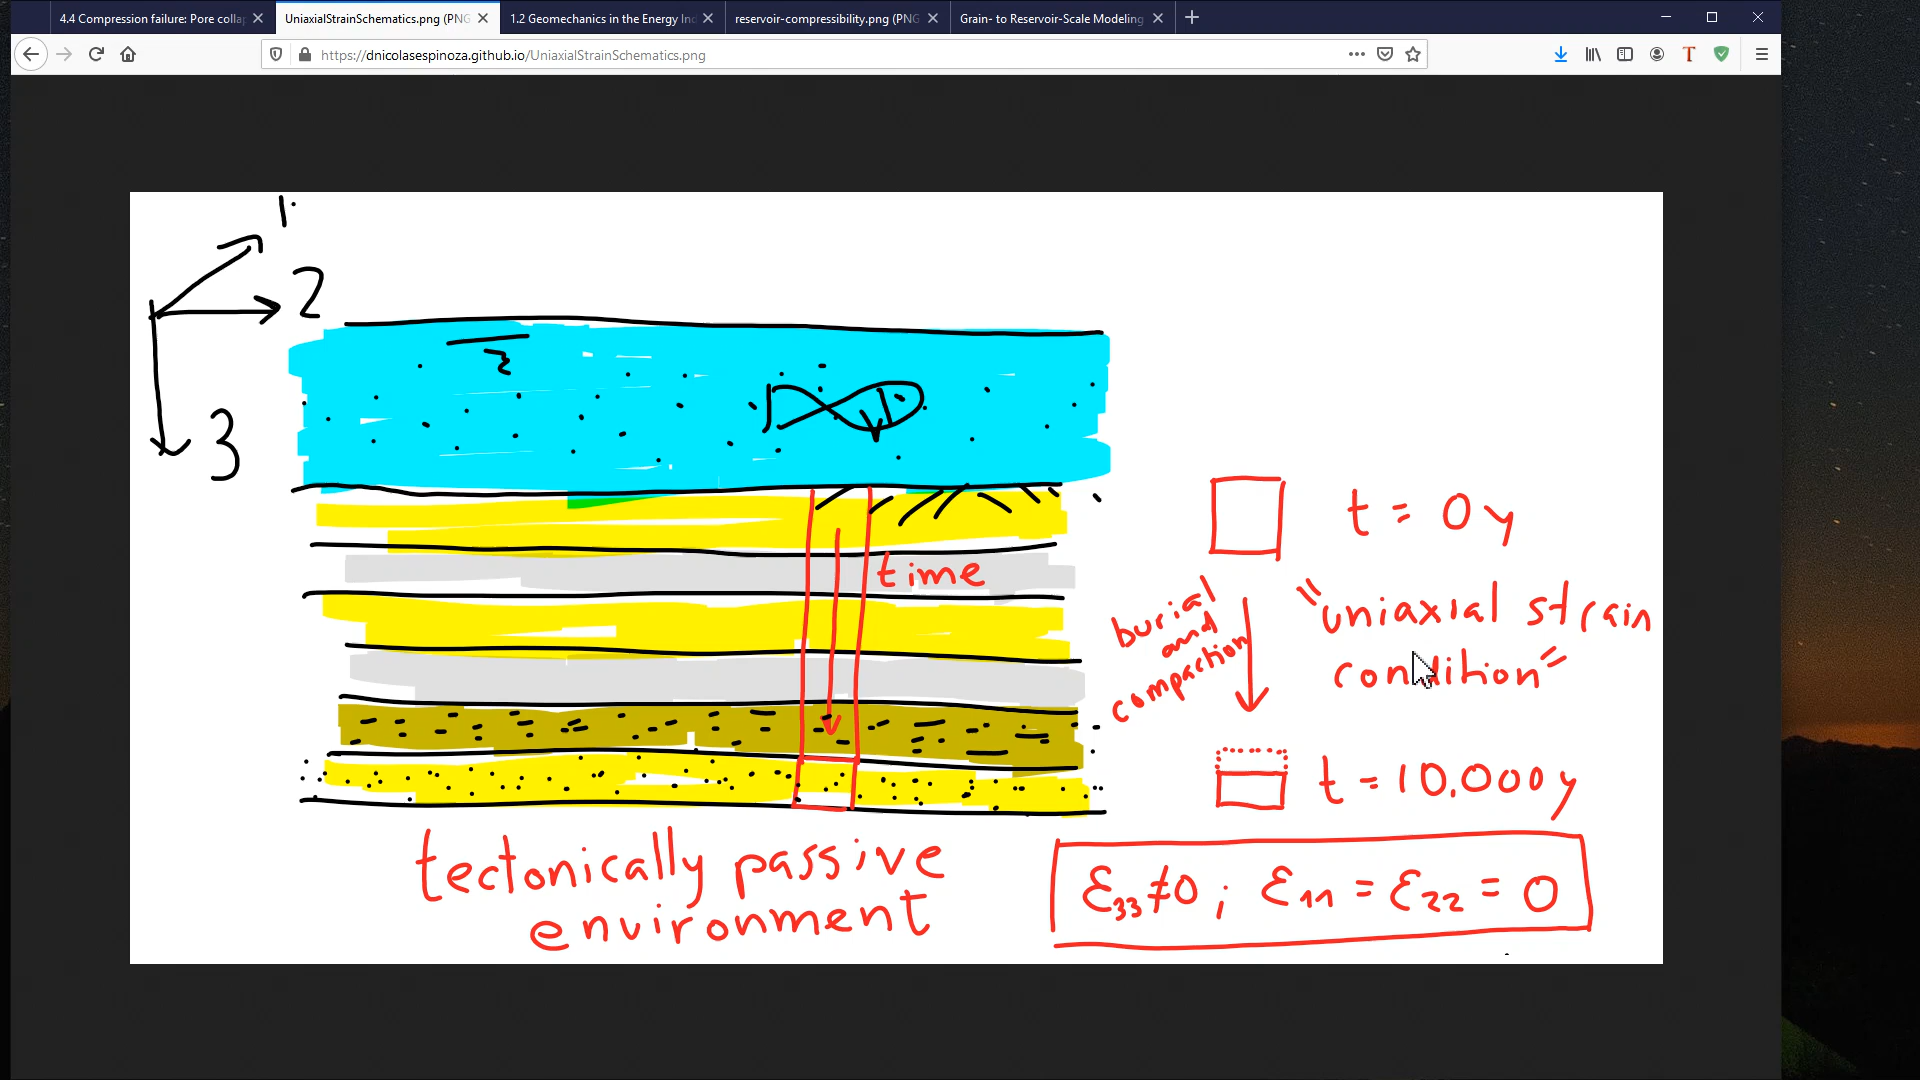 4.4 Compression failure: Pore colla
UniaxialStrainSchematics.png (PNG
1.2 Geomechanics in the Energy Ind
reservoir-compressibility.png (PNG
Grain- to Reservoir-Scale Modeling
https://dnicolasespinoza.github.io/UniaxialStrainSchematics.png
1
2
3
time
t = 0y
burial
and
compaction
"uniaxial strain
condition"
t = 10,000y
tectonically passive
environment
ε33≠0 ; ε11 = ε22 = 0